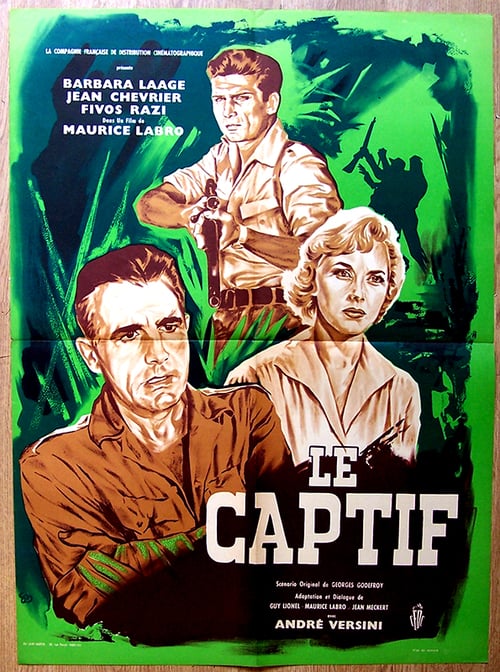 LA COMPAGNIE FRANÇAISE DE DISTRIBUTION CINÉMATOGRAPHIQUE
présente
BARBARA LAAGE
JEAN CHEVRIER
FIVOS RAZI
Dans Un Film de
MAURICE LABRO
LE
CAPTIF
Scénario Original de GEORGES GODEFROY
Adaptation et Dialogue de
GUY LIONEL - MAURICE LABRO - JEAN MECKERT
avec
ANDRÉ VERSINI